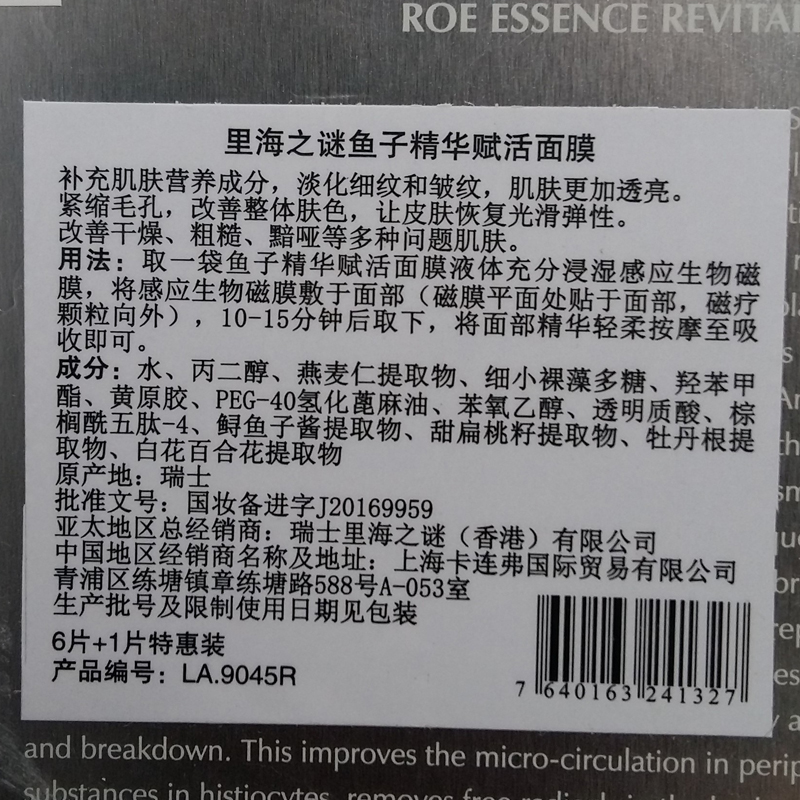 ROE ESSENCE REVITA
里海之谜鱼子精华赋活面膜
补充肌肤营养成分，淡化细纹和皱纹，肌肤更加透亮。
紧缩毛孔，改善整体肤色，让皮肤恢复光滑弹性。
改善干燥、粗糙、黯哑等多种问题肌肤。
用法：取一袋鱼子精华赋活面膜液体充分浸湿感应生物磁
膜，将感应生物磁膜敷于面部（磁膜平面处贴于面部，磁疗
颗粒向外），10-15分钟后取下，将面部精华轻柔按摩至吸
收即可。
成分：水、丙二醇、燕麦仁提取物、细小裸藻多糖、羟苯甲
酯、黄原胶、PEG-40氢化蓖麻油、苯氧乙醇、透明质酸、棕
榈酰五肽-4、鲟鱼子酱提取物、甜扁桃籽提取物、牡丹根提
取物、白花百合花提取物
原产地：瑞士
批准文号：国妆备进字J20169959
亚太地区总经销商：瑞士里海之谜（香港）有限公司
中国地区经销商名称及地址：上海卡连弗国际贸易有限公司
青浦区练塘镇章练塘路588号A-053室
生产批号及限制使用日期见包装
6片+1片特惠装
产品编号：LA.9045R
7 640163 241327
and breakdown. This improves the micro-circulation in perip
substances in histiocytes, removes free radicals in the